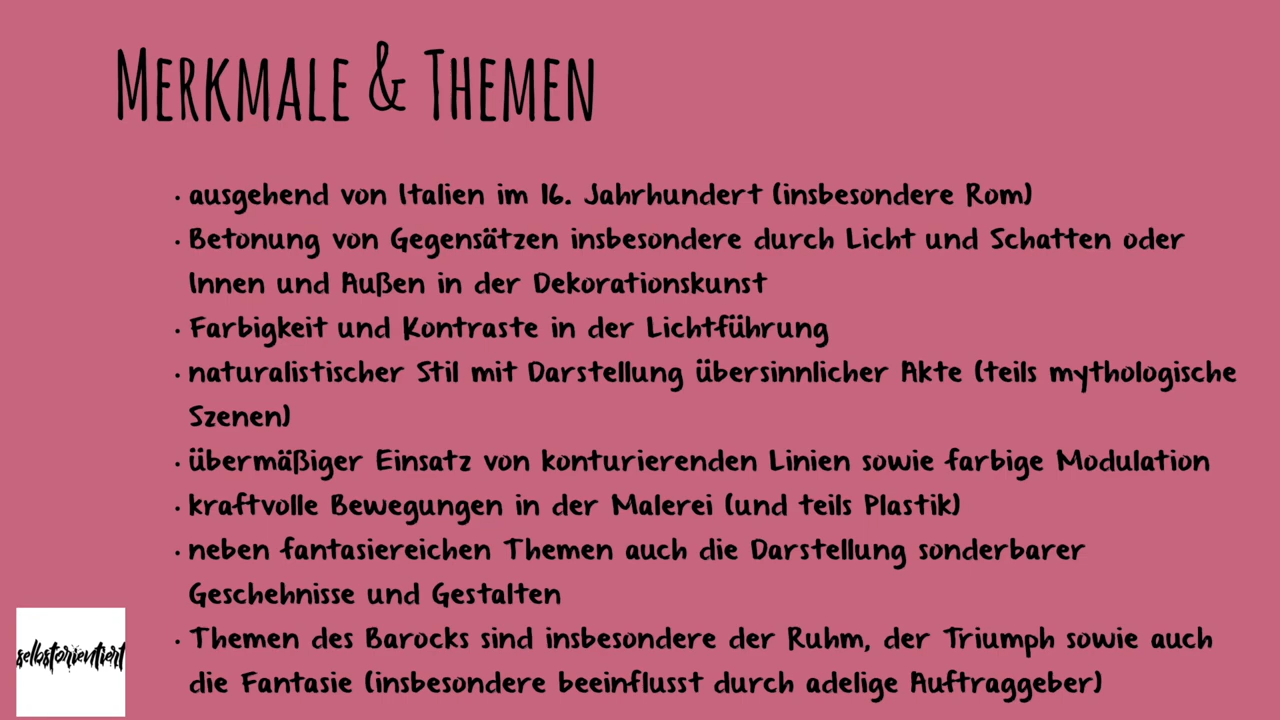 Merkmale & Themen
• ausgehend von Italien im 16. Jahrhundert (insbesondere Rom)
• Betonung von Gegensätzen insbesondere durch Licht und Schatten oder
Innen und Außen in der Dekorationskunst
• Farbigkeit und Kontraste in der Lichtführung
• naturalistischer Stil mit Darstellung übersinnlicher Akte (teils mythologische
Szenen)
• übermäßiger Einsatz von konturierenden Linien sowie farbige Modulation
• kraftvolle Bewegungen in der Malerei (und teils Plastik)
• neben fantasiereichen Themen auch die Darstellung sonderbarer
Geschehnisse und Gestalten
• Themen des Barocks sind insbesondere der Ruhm, der Triumph sowie auch
die Fantasie (insbesondere beeinflusst durch adelige Auftraggeber)
selbstorientiert